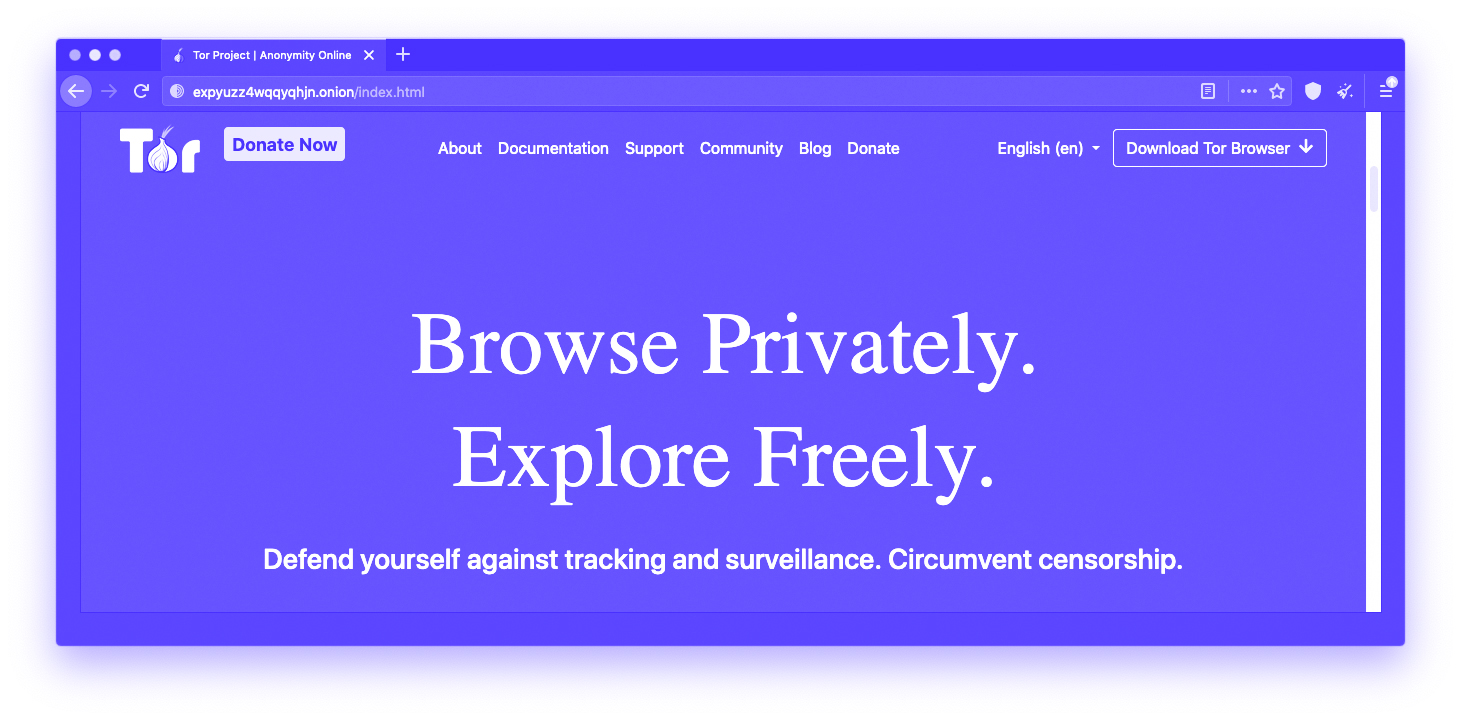 Tor Project | Anonymity Online
expyuzz4wqqyqhjn.onion/index.html
Tor Donate Now About Documentation Support Community Blog Donate English (en) Download Tor Browser
Browse Privately.
Explore Freely.
Defend yourself against tracking and surveillance. Circumvent censorship.